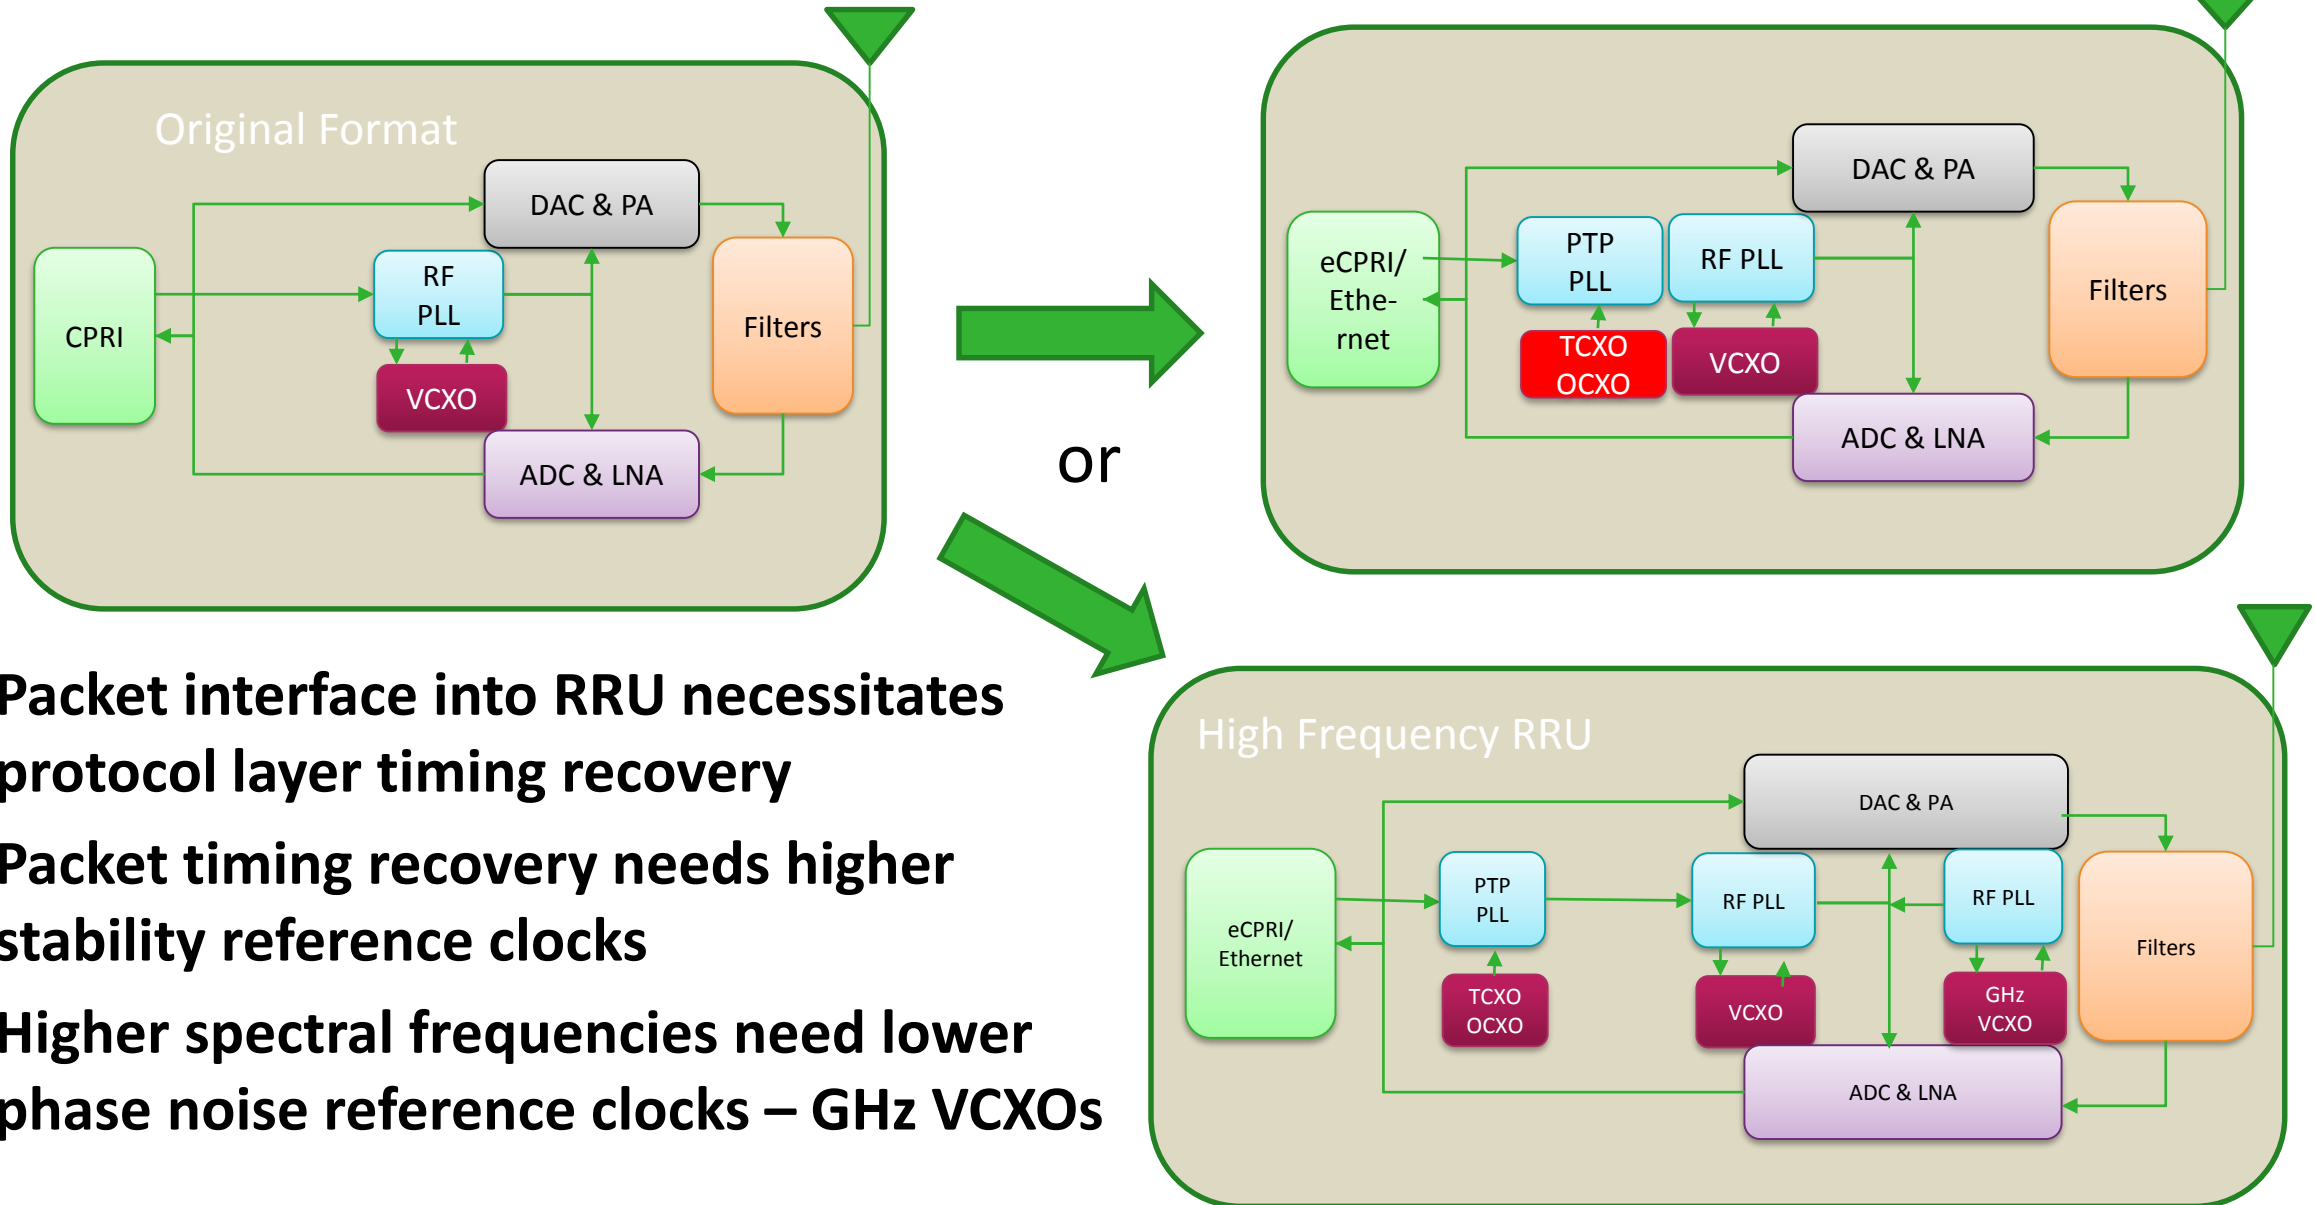 Original Format
DAC & PA
CPRI
RF
PLL
VCXO
Filters
ADC & LNA
or
DAC & PA
eCPRI/
Ethe-
rnet
PTP
PLL
RF PLL
TCXO
OCXO
VCXO
Filters
ADC & LNA
Packet interface into RRU necessitates
protocol layer timing recovery
Packet timing recovery needs higher
stability reference clocks
Higher spectral frequencies need lower
phase noise reference clocks – GHz VCXOs
High Frequency RRU
DAC & PA
eCPRI/
Ethernet
PTP
PLL
RF PLL
RF PLL
TCXO
OCXO
VCXO
GHz
VCXO
Filters
ADC & LNA